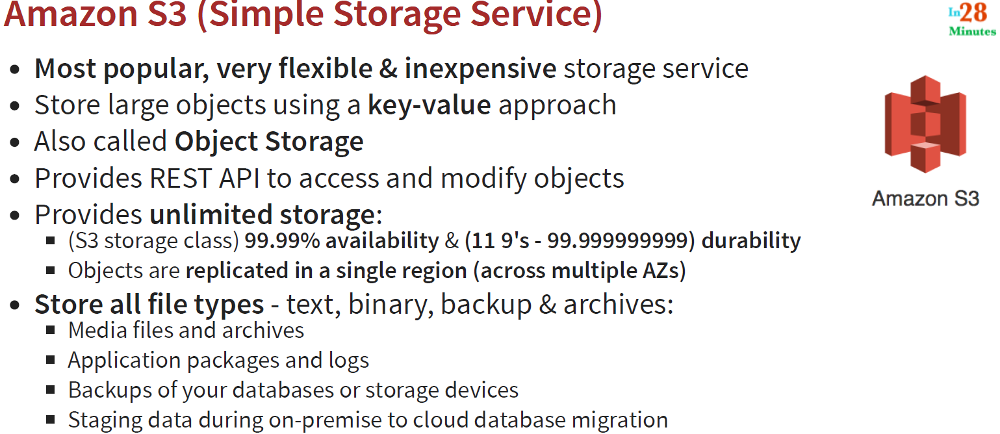 Amazon S3 (Simple Storage Service)
In28
Minutes
• Most popular, very flexible & inexpensive storage service
• Store large objects using a key-value approach
• Also called Object Storage
• Provides REST API to access and modify objects
• Provides unlimited storage:
▪ (S3 storage class) 99.99% availability & (11 9's - 99.999999999) durability
▪ Objects are replicated in a single region (across multiple AZs)
• Store all file types - text, binary, backup & archives:
▪ Media files and archives
▪ Application packages and logs
▪ Backups of your databases or storage devices
▪ Staging data during on-premise to cloud database migration
Amazon S3